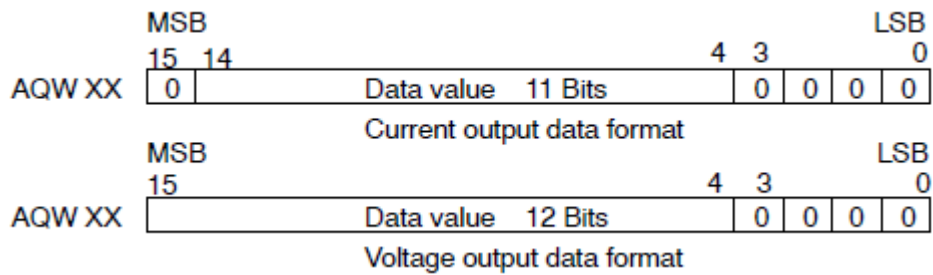 MSB LSB
15 14 4 3 0
AQW XX 0 Data value 11 Bits 0 0 0 0
Current output data format
MSB LSB
15 4 3 0
AQW XX Data value 12 Bits 0 0 0 0
Voltage output data format